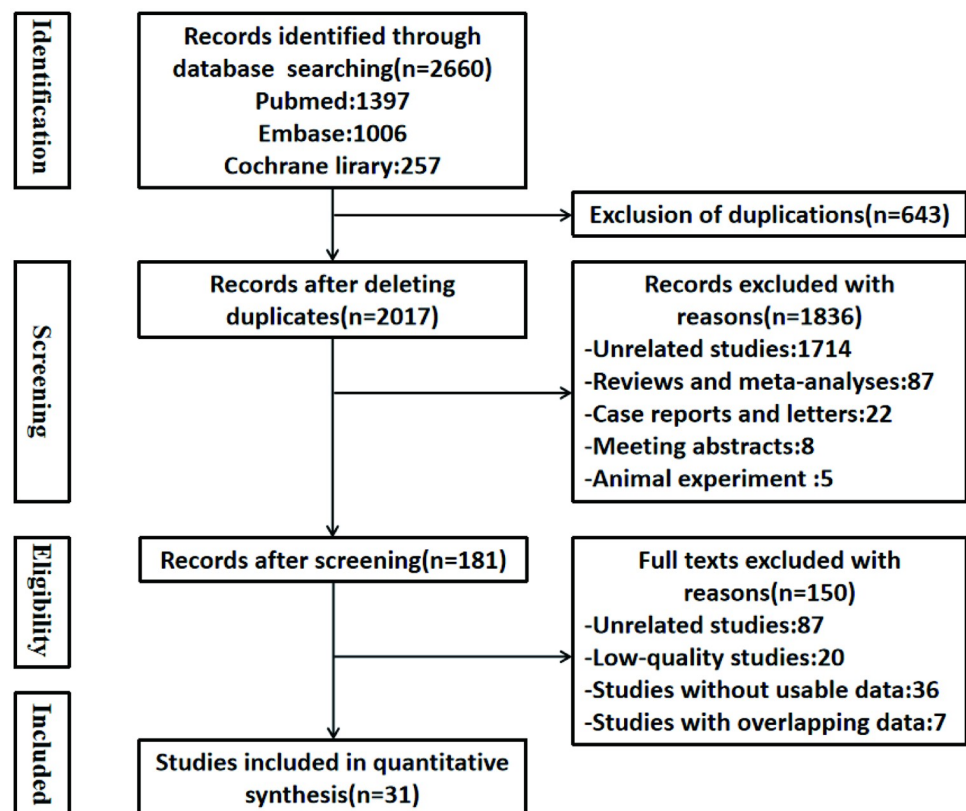 Identification
Records identified through
database searching(n=2660)
Pubmed:1397
Embase:1006
Cochrane lirary:257
Exclusion of duplications(n=643)
Screening
Records after deleting
duplicates(n=2017)
Records excluded with
reasons(n=1836)
-Unrelated studies:1714
-Reviews and meta-analyses:87
-Case reports and letters:22
-Meeting abstracts:8
-Animal experiment :5
Eligibility
Records after screening(n=181)
Full texts excluded with
reasons(n=150)
-Unrelated studies:87
-Low-quality studies:20
-Studies without usable data:36
-Studies with overlapping data:7
Included
Studies included in quantitative
synthesis(n=31)